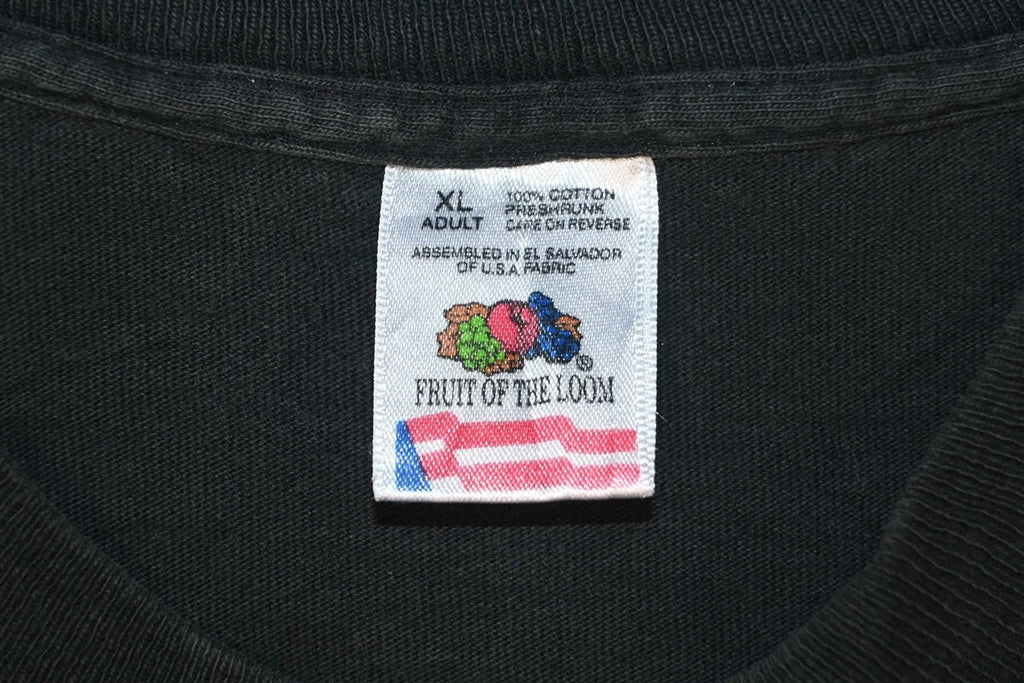 XL
ADULT
100% COTTON
PRESHRUNK
CARE ON REVERSE
ASSEMBLED IN EL SALVADOR
OF U.S.A. FABRIC
®
FRUIT OF THE LOOM